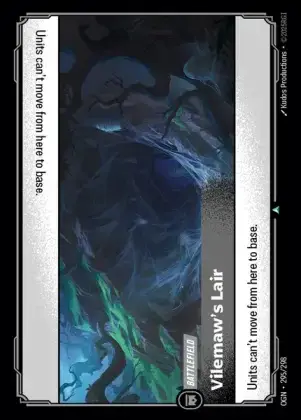 Units can't move from here to base.
BATTLEFIELD
Vilemaw's Lair
Units can't move from here to base.
OGN • 295/298
Kudos Productions • ©2025RGI